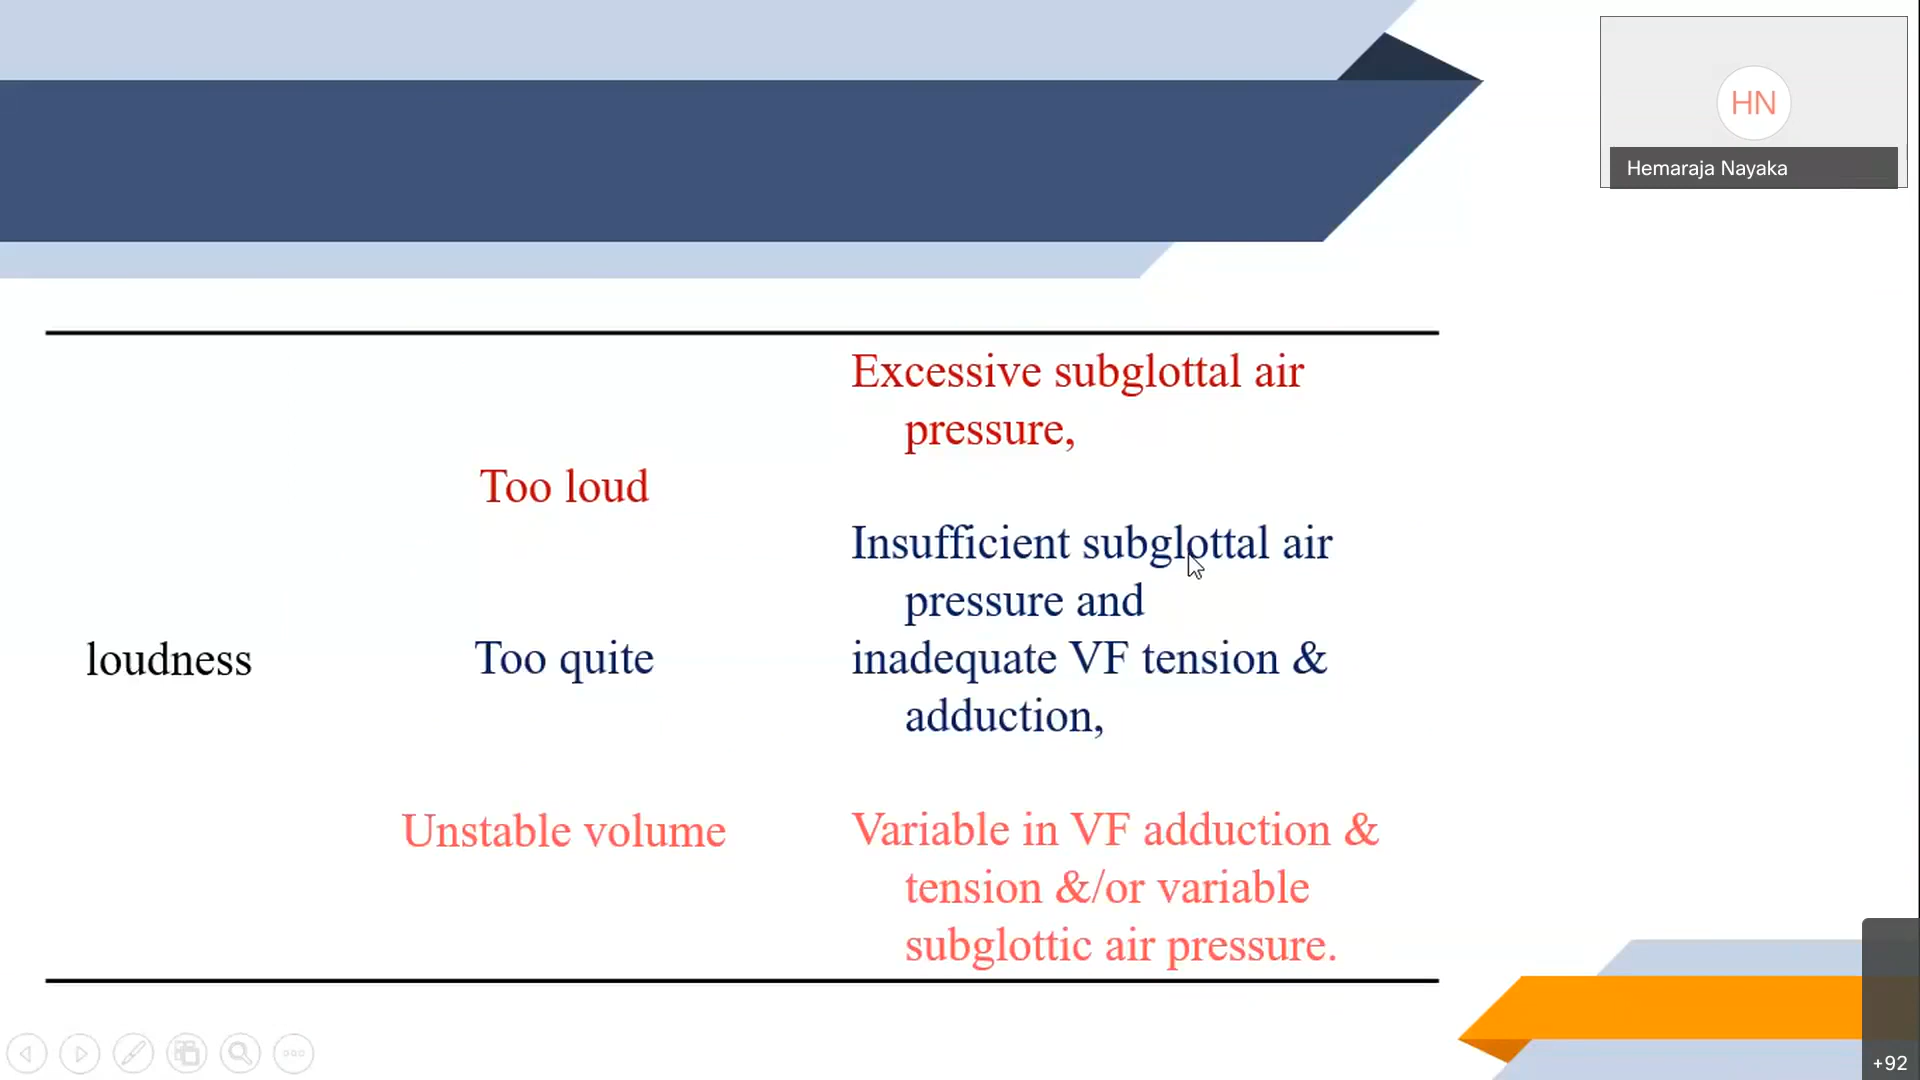 HN
Hemaraja Nayaka
Excessive subglottal air
pressure,
Too loud
Insufficient subglottal air
pressure and
loudness
Too quite
inadequate VF tension &
adduction,
Unstable volume
Variable in VF adduction &
tension &/or variable
subglottic air pressure.
+92